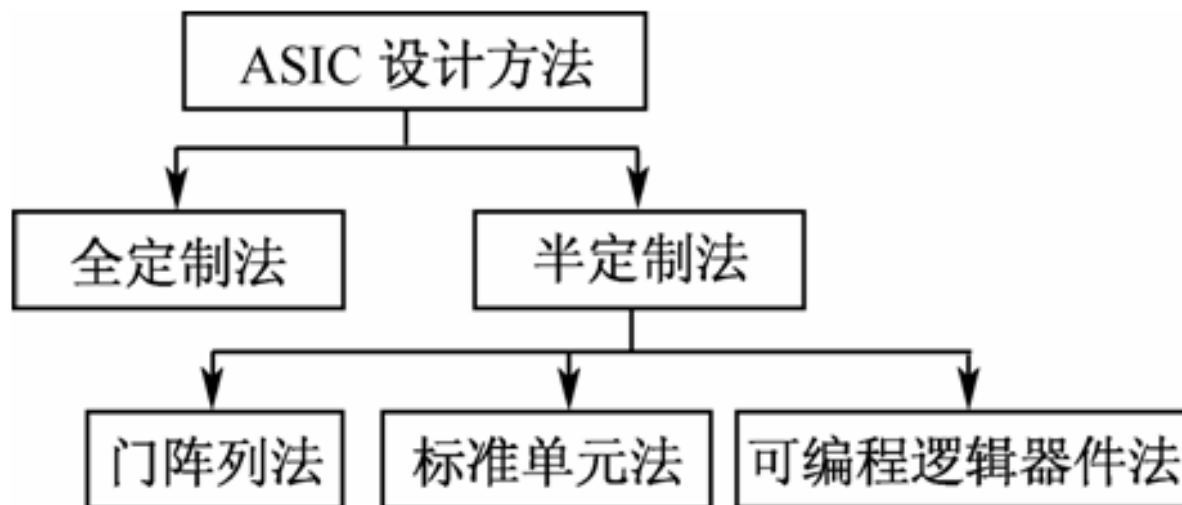 ASIC 设计方法
全定制法
半定制法
门阵列法
标准单元法
可编程逻辑器件法